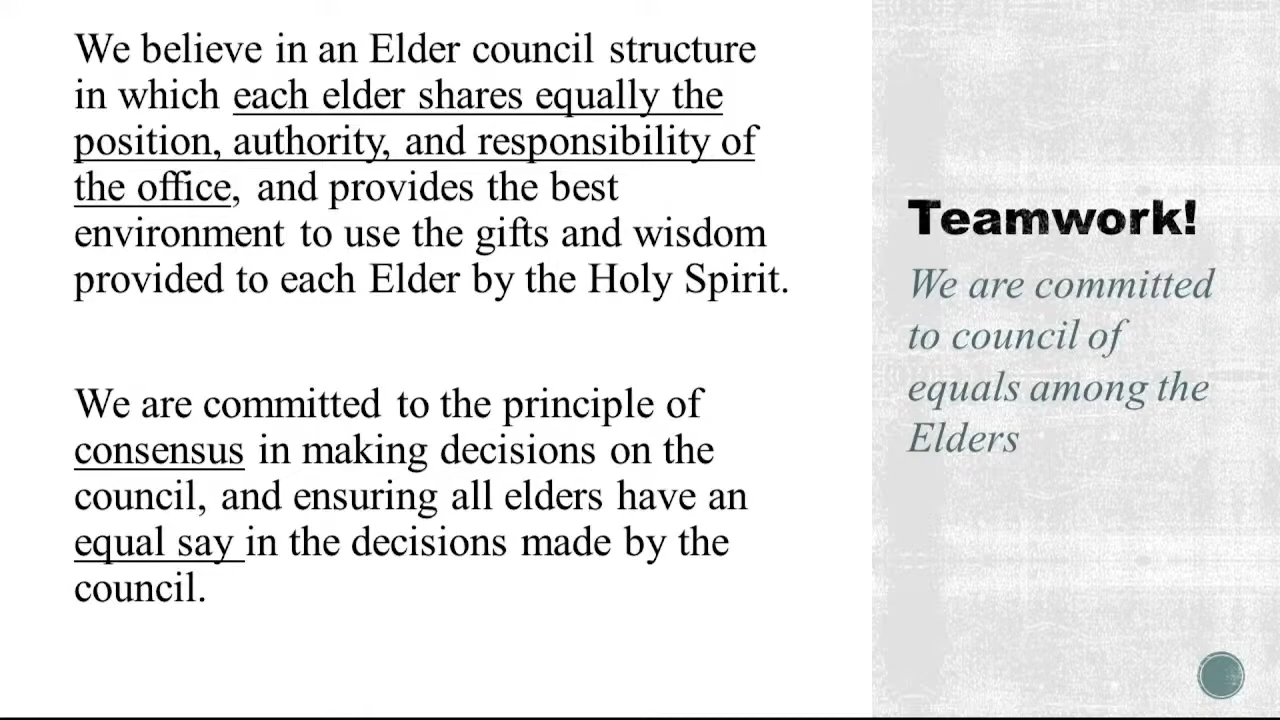 We believe in an Elder council structure
in which each elder shares equally the
position, authority, and responsibility of
the office, and provides the best
environment to use the gifts and wisdom
provided to each Elder by the Holy Spirit.
We are committed to the principle of
consensus in making decisions on the
council, and ensuring all elders have an
equal say in the decisions made by the
council.
Teamwork!
We are committed
to council of
equals among the
Elders